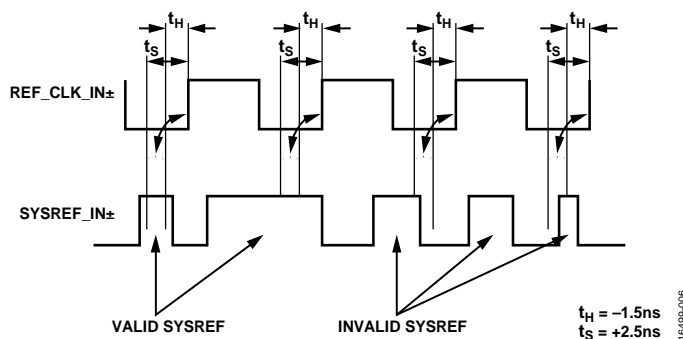 tH tH tH tH
tS tS tS tS
REF_CLK_IN±
SYSREF_IN±
VALID SYSREF INVALID SYSREF
tH = –1.5ns
tS = +2.5ns
16499-006